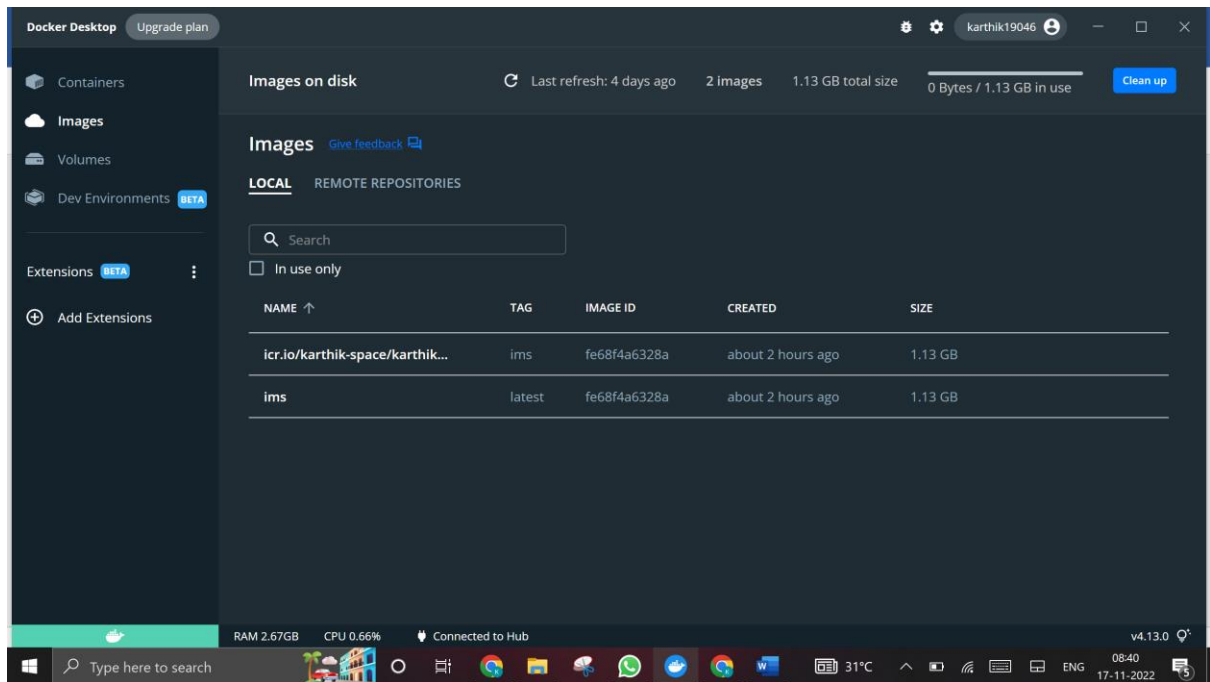 Docker Desktop Upgrade plan karthik19046
Containers
Images
Volumes
Dev Environments BETA
Extensions BETA
Add Extensions
Images on disk Last refresh: 4 days ago 2 images 1.13 GB total size 0 Bytes / 1.13 GB in use Clean up
Images Give feedback
LOCAL REMOTE REPOSITORIES
Search
In use only
NAME TAG IMAGE ID CREATED SIZE
icr.io/karthik-space/karthik... ims fe68f4a6328a about 2 hours ago 1.13 GB
ims latest fe68f4a6328a about 2 hours ago 1.13 GB
RAM 2.67GB CPU 0.66% Connected to Hub v4.13.0
Type here to search 31°C ENG 08:40
17-11-2022 5